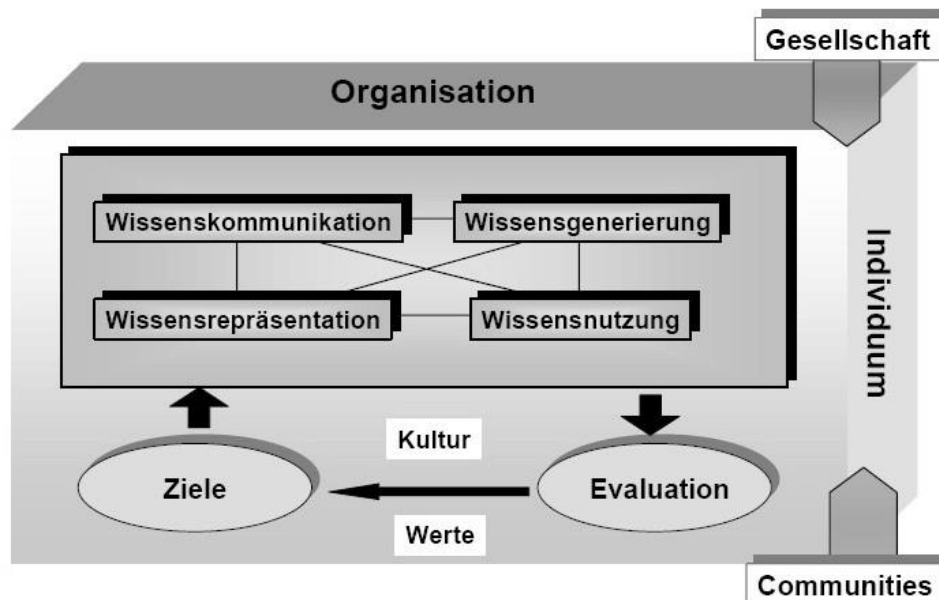 Gesellschaft
Organisation
Wissenskommunikation
Wissensgenerierung
Wissensrepräsentation
Wissensnutzung
Individuum
Kultur
Ziele
Evaluation
Werte
Communities